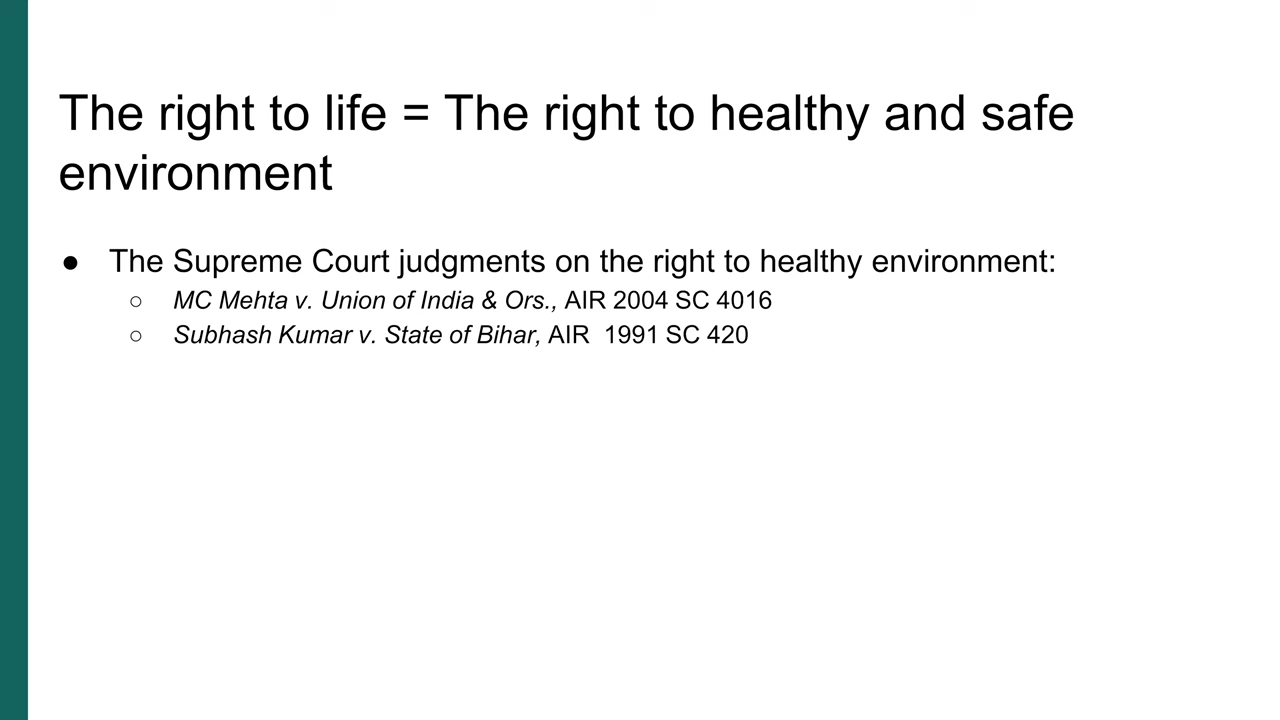 The right to life = The right to healthy and safe
environment
● The Supreme Court judgments on the right to healthy environment:
○ MC Mehta v. Union of India & Ors., AIR 2004 SC 4016
○ Subhash Kumar v. State of Bihar, AIR  1991 SC 420